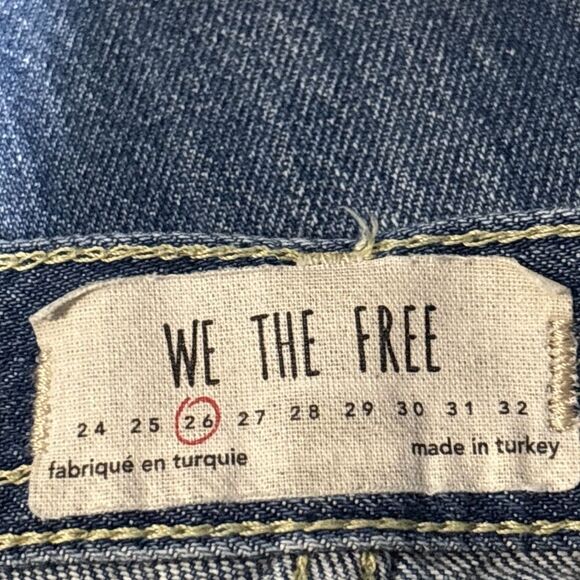 WE THE FREE
24 25 26 27 28 29 30 31 32
fabriqué en turquie made in turkey